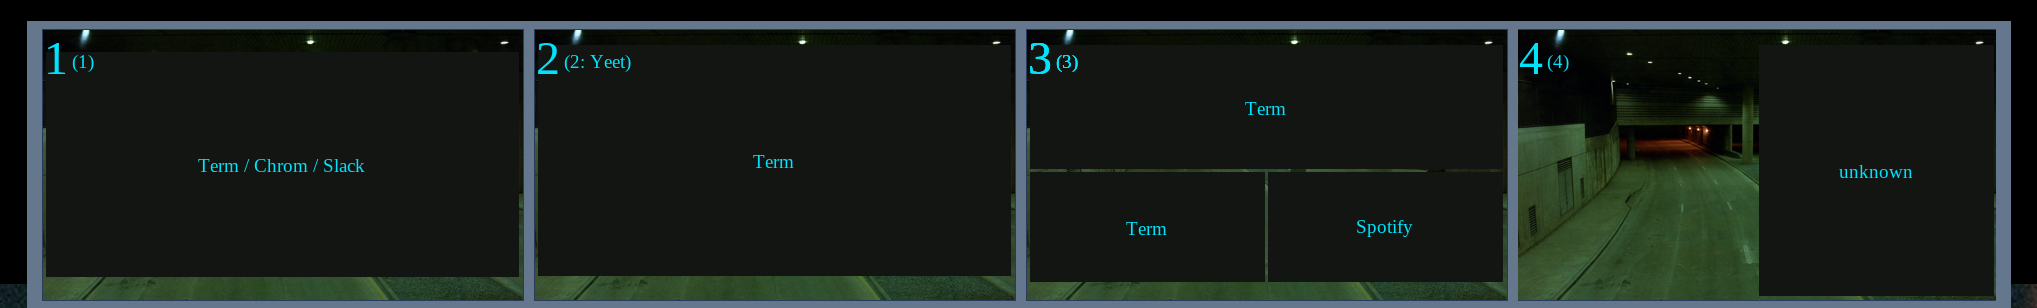 1 (1)
Term / Chrom / Slack
2 (2: Yeet)
Term
3 (3)
Term
Term
Spotify
4 (4)
unknown